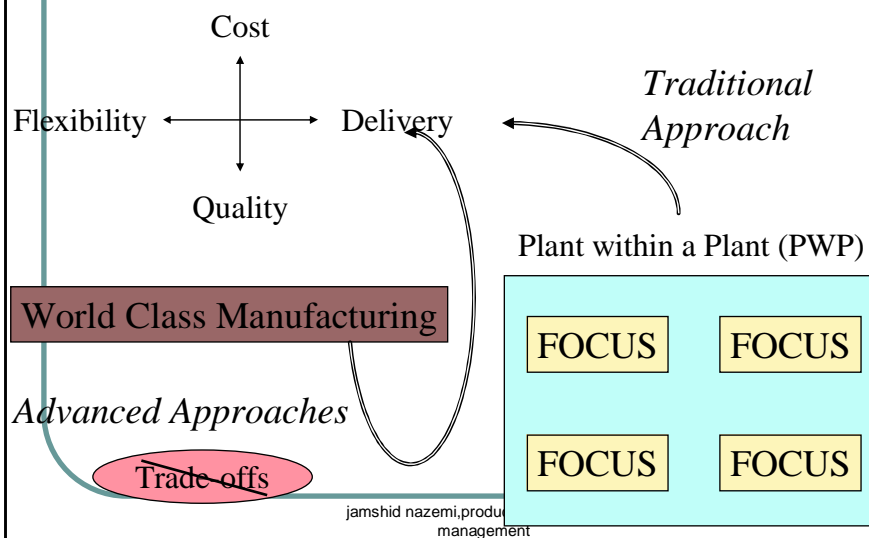 Cost
Flexibility
Delivery
Quality
Traditional
Approach
Plant within a Plant (PWP)
World Class Manufacturing
FOCUS FOCUS
Advanced Approaches
FOCUS FOCUS
Trade-offs
jamshid nazemi,produc
management